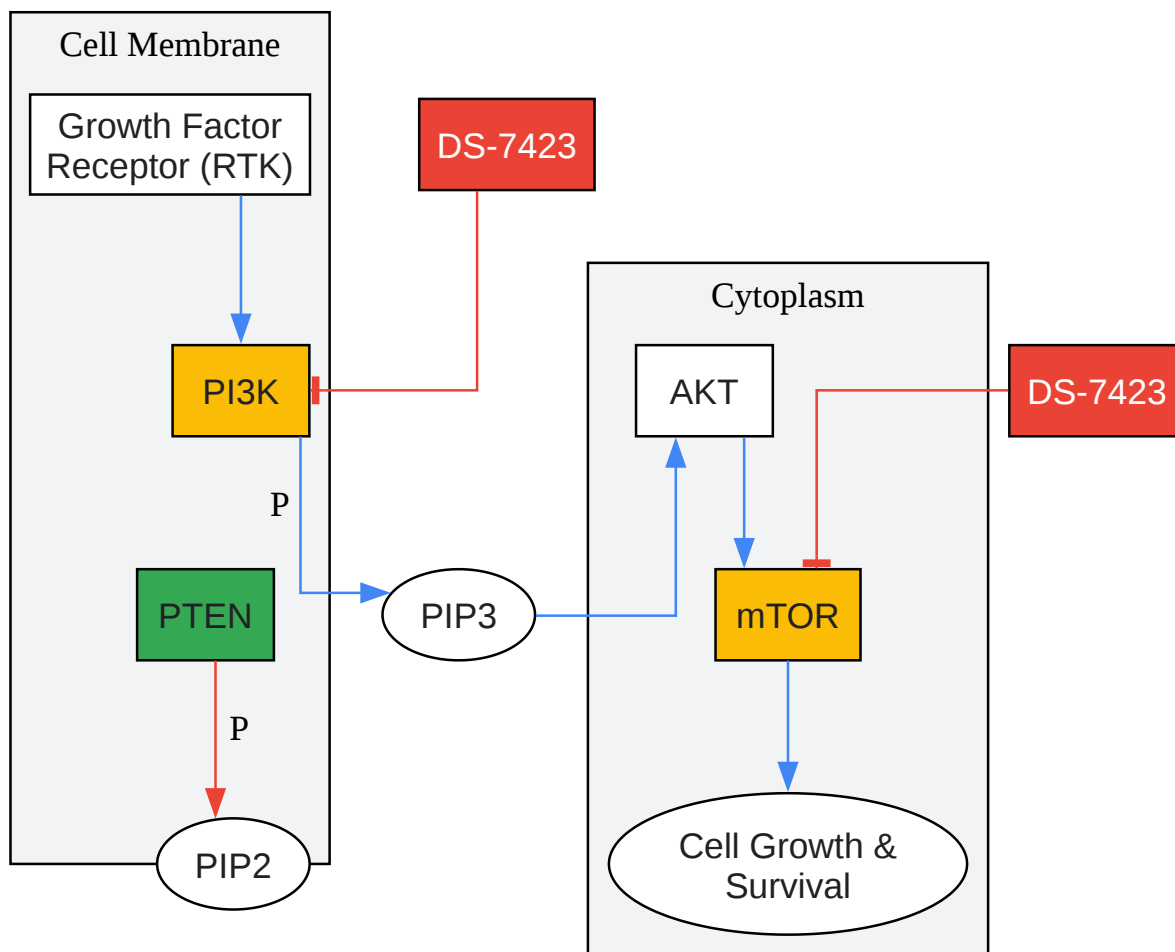 Cell Membrane
Growth Factor
Receptor (RTK)
DS-7423
PI3K
P
PTEN
P
PIP2
PIP3
Cytoplasm
AKT
DS-7423
mTOR
Cell Growth &
Survival